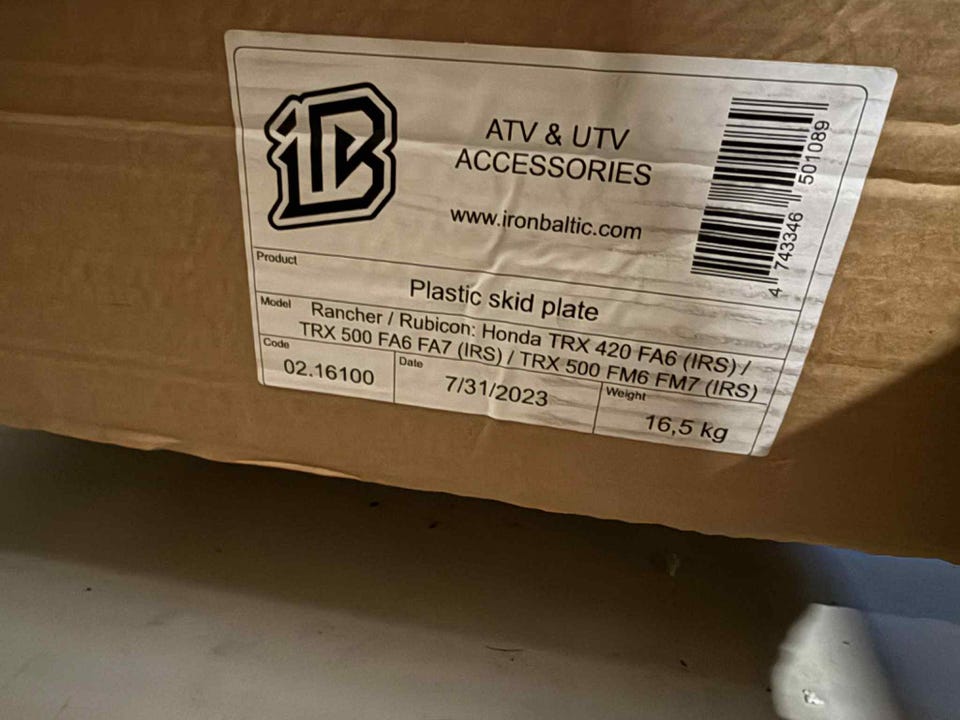 IB
ATV & UTV
ACCESSORIES
www.ironbaltic.com
4 743346 501089
Product
Plastic skid plate
Model
Rancher / Rubicon: Honda TRX 420 FA6 (IRS) /
TRX 500 FA6 FA7 (IRS) / TRX 500 FM6 FM7 (IRS)
Code
02.16100
Date
7/31/2023
Weight
16,5 kg